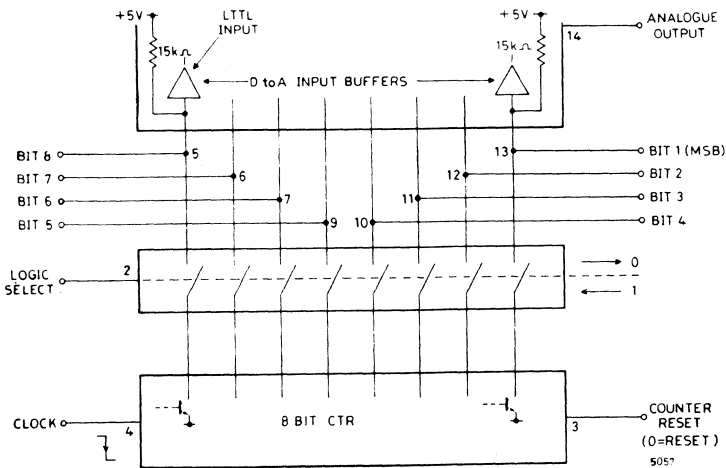 +5V
LTTL
INPUT
+5V
14
ANALOGUE
OUTPUT
15k Ω
15k Ω
D to A INPUT BUFFERS
BIT 8
5
13
BIT 1 (MSB)
BIT 7
6
12
BIT 2
BIT 6
7
11
BIT 3
BIT 5
9
10
BIT 4
LOGIC
SELECT
2
0
1
CLOCK
4
8 BIT CTR
3
COUNTER
RESET
(0=RESET)
5057